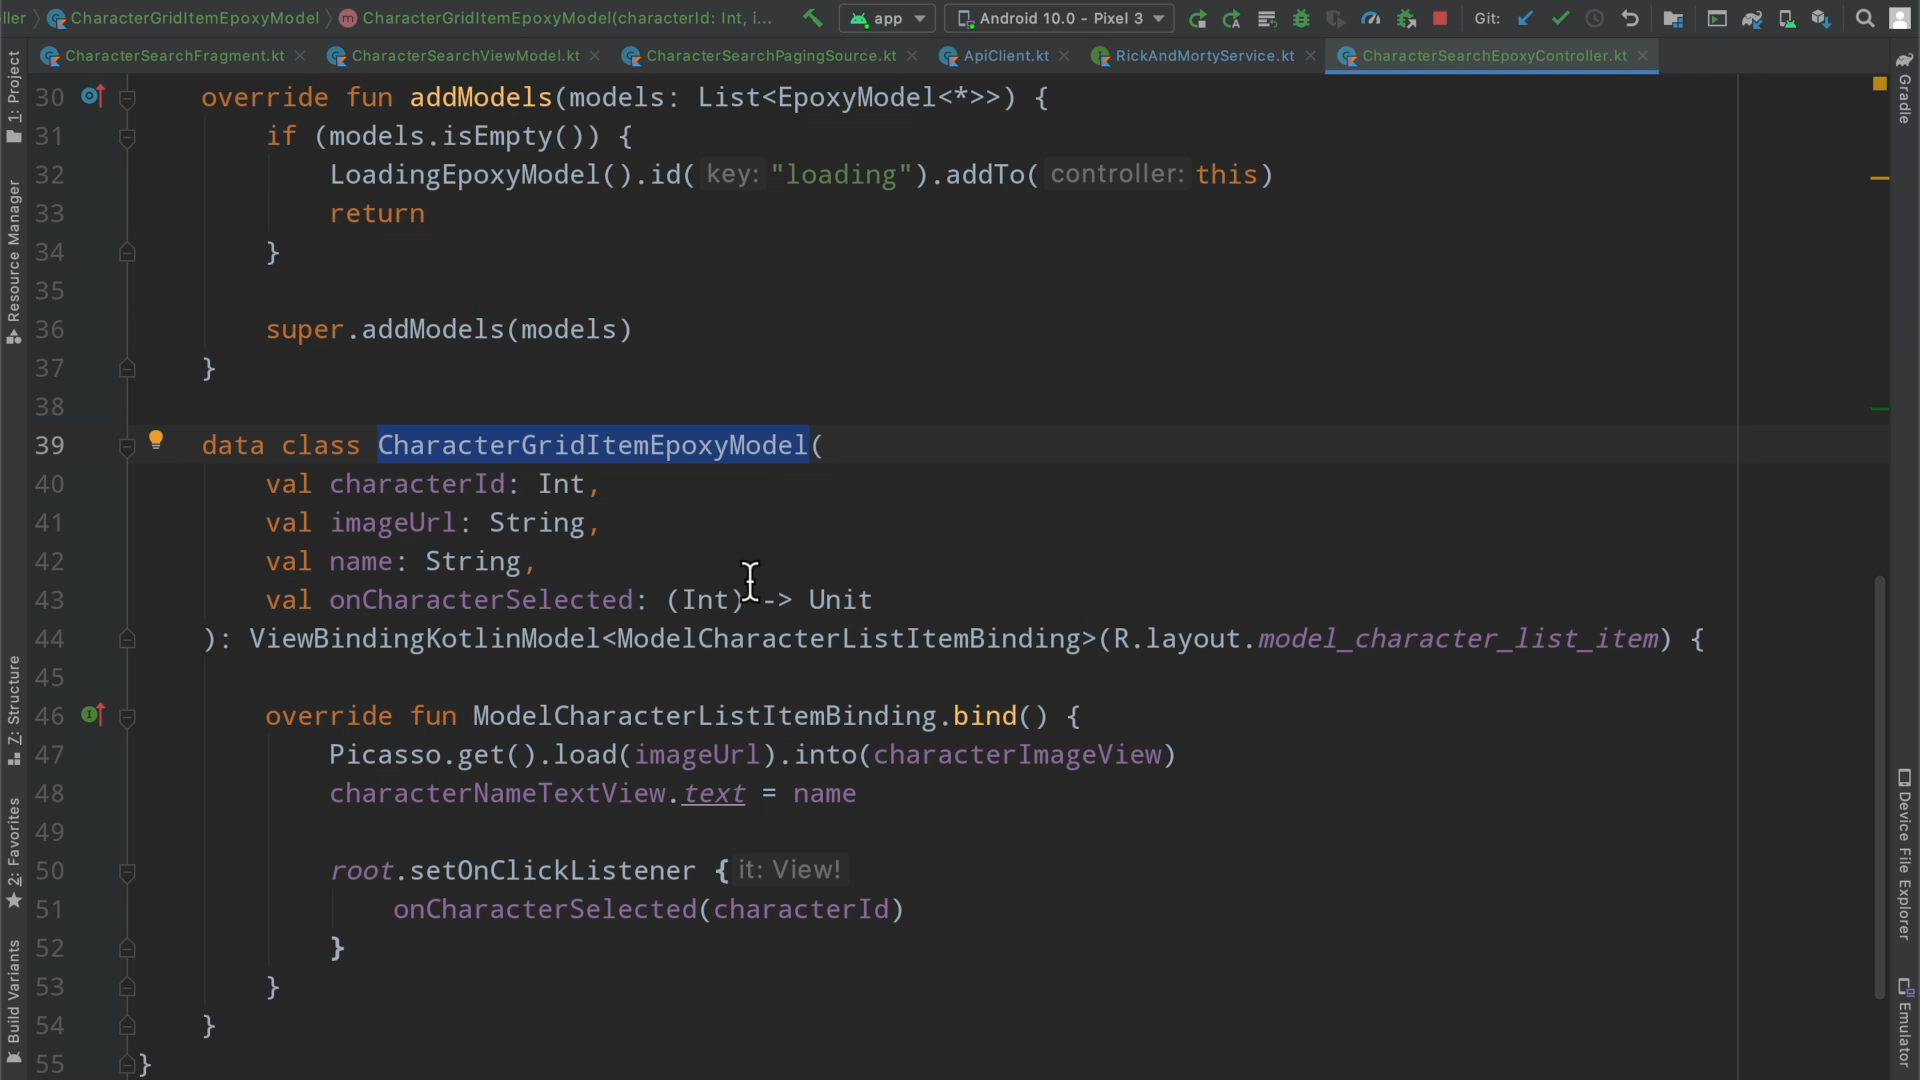 ller CharacterGridItemEpoxyModel CharacterGridItemEpoxyModel(characterId: Int, i... app Android 10.0 - Pixel 3 Git:
CharacterSearchFragment.kt CharacterSearchViewModel.kt CharacterSearchPagingSource.kt ApiClient.kt RickAndMortyService.kt CharacterSearchEpoxyController.kt
1: Project
Resource Manager
Z: Structure
2: Favorites
Build Variants
30 override fun addModels(models: List<EpoxyModel<*>>) {
31 if (models.isEmpty()) {
32 LoadingEpoxyModel().id( key: "loading").addTo( controller: this)
33 return
34 }
35
36 super.addModels(models)
37 }
38
39 data class CharacterGridItemEpoxyModel(
40 val characterId: Int,
41 val imageUrl: String,
42 val name: String,
43 val onCharacterSelected: (Int) -> Unit
44 ): ViewBindingKotlinModel<ModelCharacterListItemBinding>(R.layout.model_character_list_item) {
45
46 override fun ModelCharacterListItemBinding.bind() {
47 Picasso.get().load(imageUrl).into(characterImageView)
48 characterNameTextView.text = name
49
50 root.setOnClickListener { it: View!
51 onCharacterSelected(characterId)
52 }
53 }
54 }
55 }
Gradle
Device File Explorer
Emulator